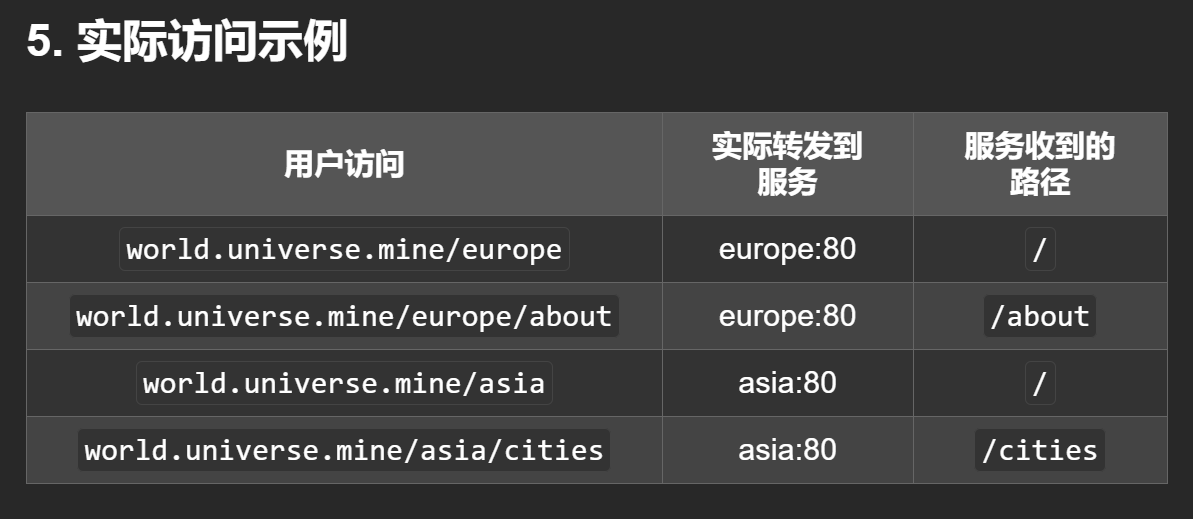 5. 实际访问示例
用户访问
实际转发到
服务
服务收到的
路径
world.universe.mine/europe
europe:80
/
world.universe.mine/europe/about
europe:80
/about
world.universe.mine/asia
asia:80
/
world.universe.mine/asia/cities
asia:80
/cities